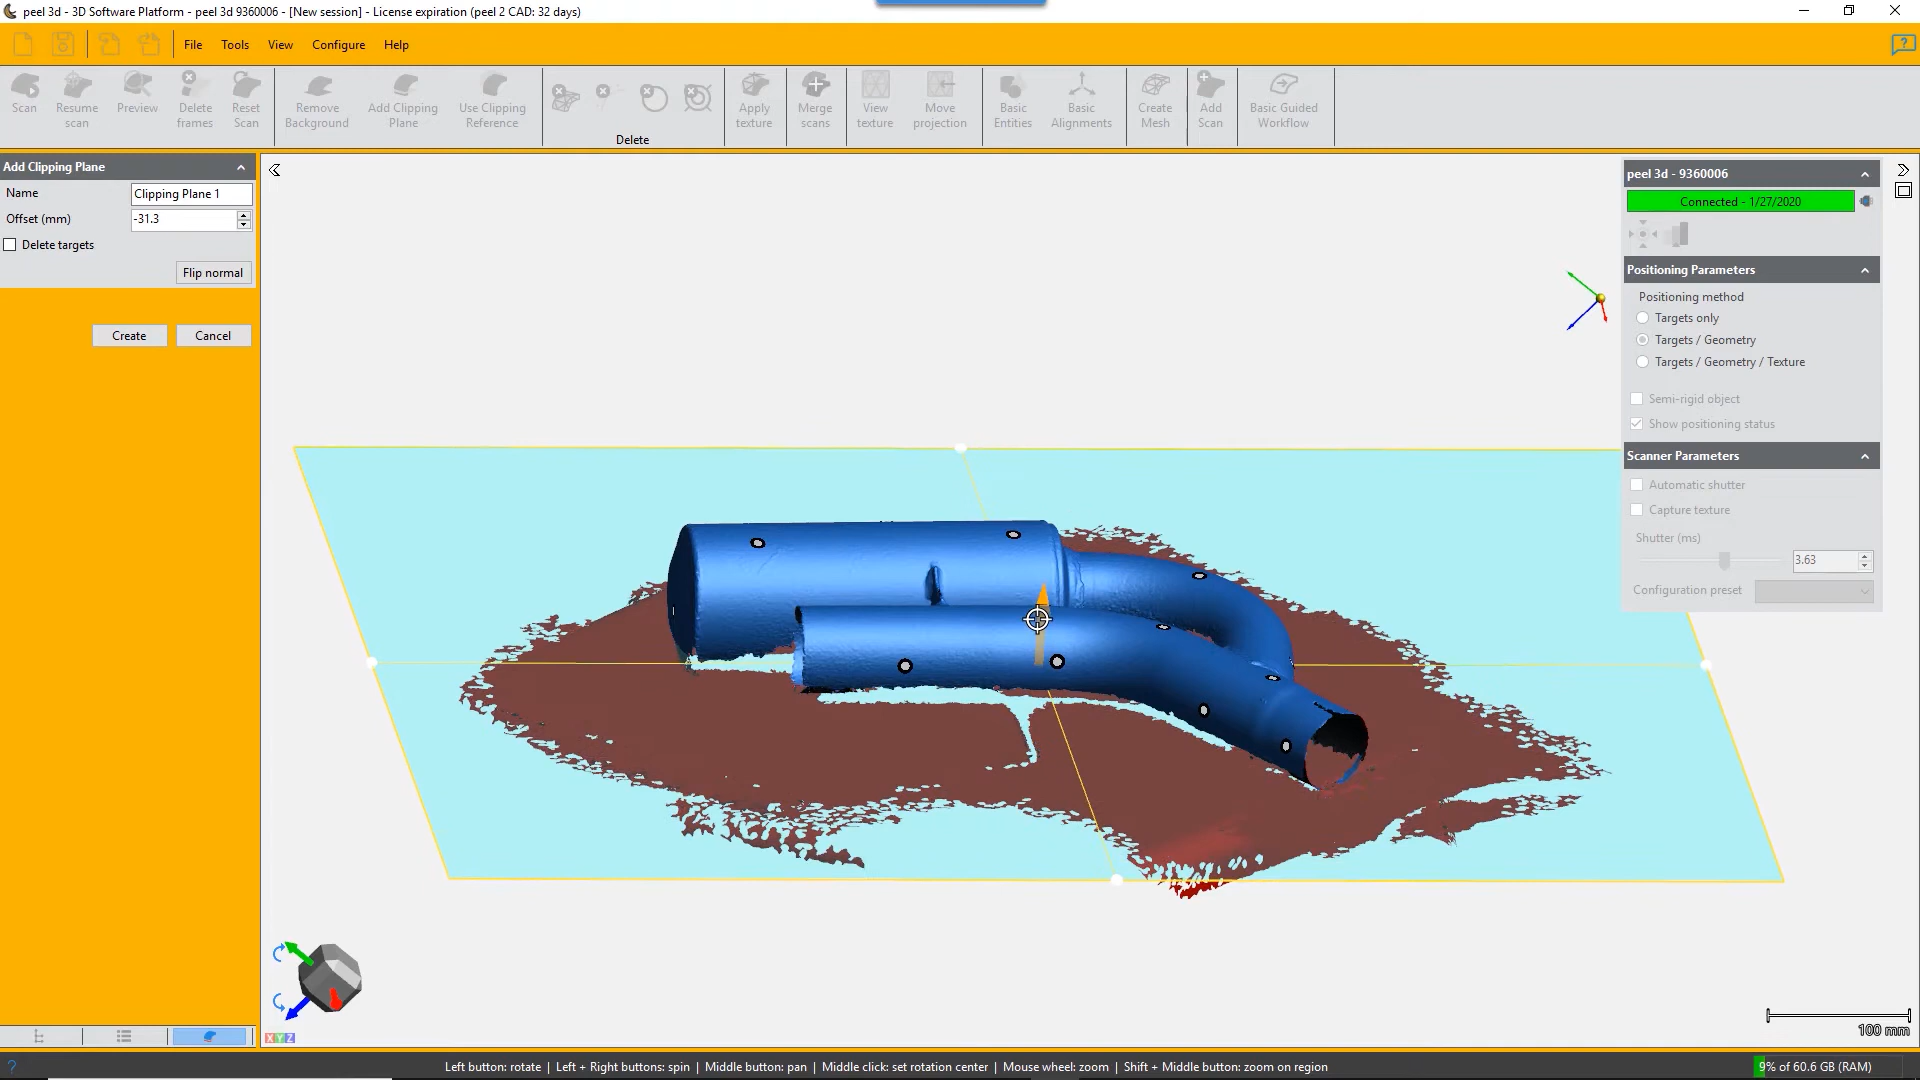 peel 3d - 3D Software Platform - peel 3d 9360006 - [New session] - License expiration (peel 2 CAD: 32 days)
File Tools View Configure Help
Scan
Resume scan
Preview
Delete frames
Reset Scan
Remove Background
Add Clipping Plane
Use Clipping Reference
Delete
Apply texture
Merge scans
View texture
Move projection
Basic Entities
Basic Alignments
Create Mesh
Add Scan
Basic Guided Workflow
Add Clipping Plane
Name Clipping Plane 1
Offset (mm) -31.3
Delete targets
Flip normal
Create Cancel
peel 3d - 9360006
Connected - 1/27/2020
Positioning Parameters
Positioning method
Targets only
Targets / Geometry
Targets / Geometry / Texture
Semi-rigid object
Show positioning status
Scanner Parameters
Automatic shutter
Capture texture
Shutter (ms)
3.63
Configuration preset
XYZ
100 mm
? Left button: rotate | Left + Right buttons: spin | Middle button: pan | Middle click: set rotation center | Mouse wheel: zoom | Shift + Middle button: zoom on region 9% of 60.6 GB (RAM)